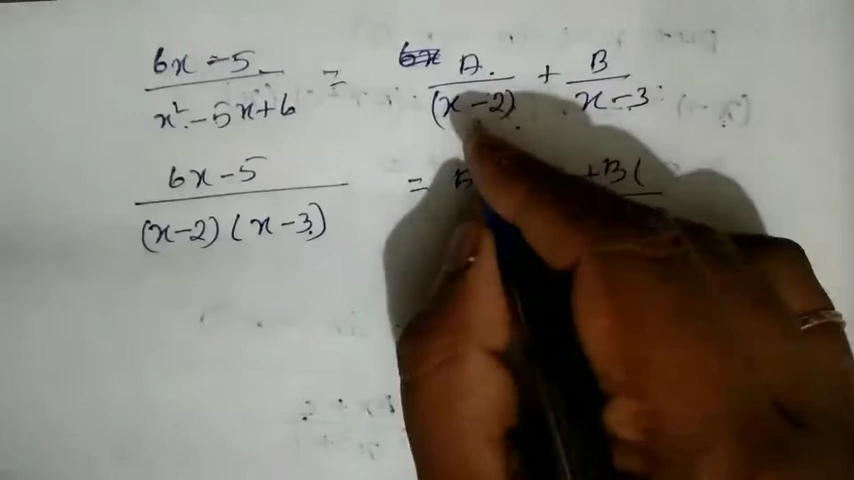 6x - 5 / x² - 5x + 6 = A / (x - 2) + B / x - 3
6x - 5 / (x - 2) (x - 3) = + B (